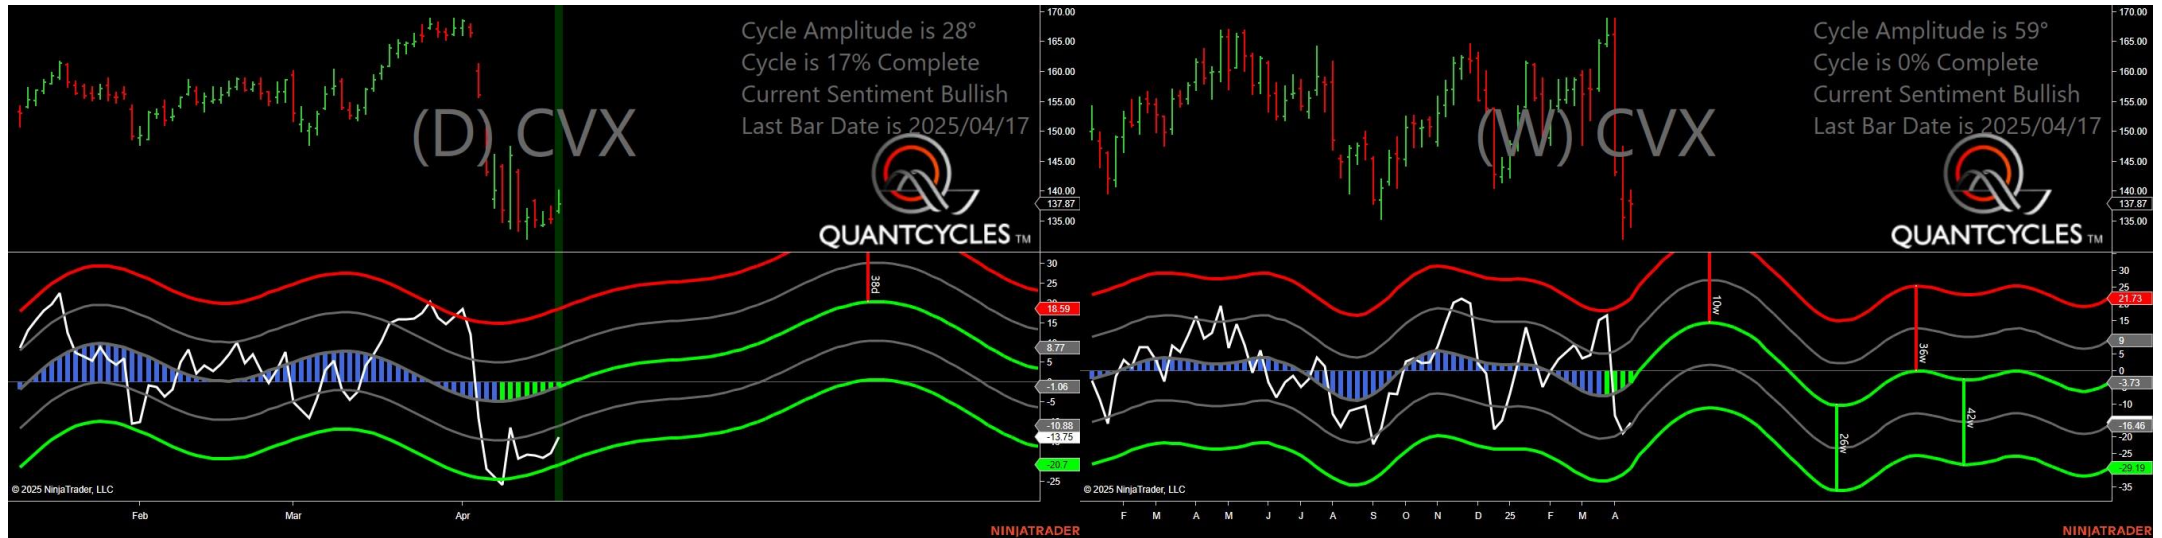 Cycle Amplitude is 28°
Cycle is 17% Complete
Current Sentiment Bullish
Last Bar Date is 2025/04/17
(D) CVX
QUANTCYCLES TM
170.00
165.00
160.00
155.00
150.00
145.00
140.00
137.87
135.00
38d
30
18.59
15
8.77
5
-1.06
-5
-10.88
-13.75
-20.7
-25
© 2025 NinjaTrader, LLC
Feb Mar Apr
NINJATRADER
Cycle Amplitude is 59°
Cycle is 0% Complete
Current Sentiment Bullish
Last Bar Date is 2025/04/17
(W) CVX
QUANTCYCLES TM
170.00
165.00
160.00
155.00
150.00
145.00
140.00
137.87
135.00
10w
26w
36w
42w
30
25
21.73
15
9
5
0
-3.73
-10
-16.46
-20
-25
-29.19
-35
© 2025 NinjaTrader, LLC
F M A M J J A S O N D 25 F M A
NINJATRADER